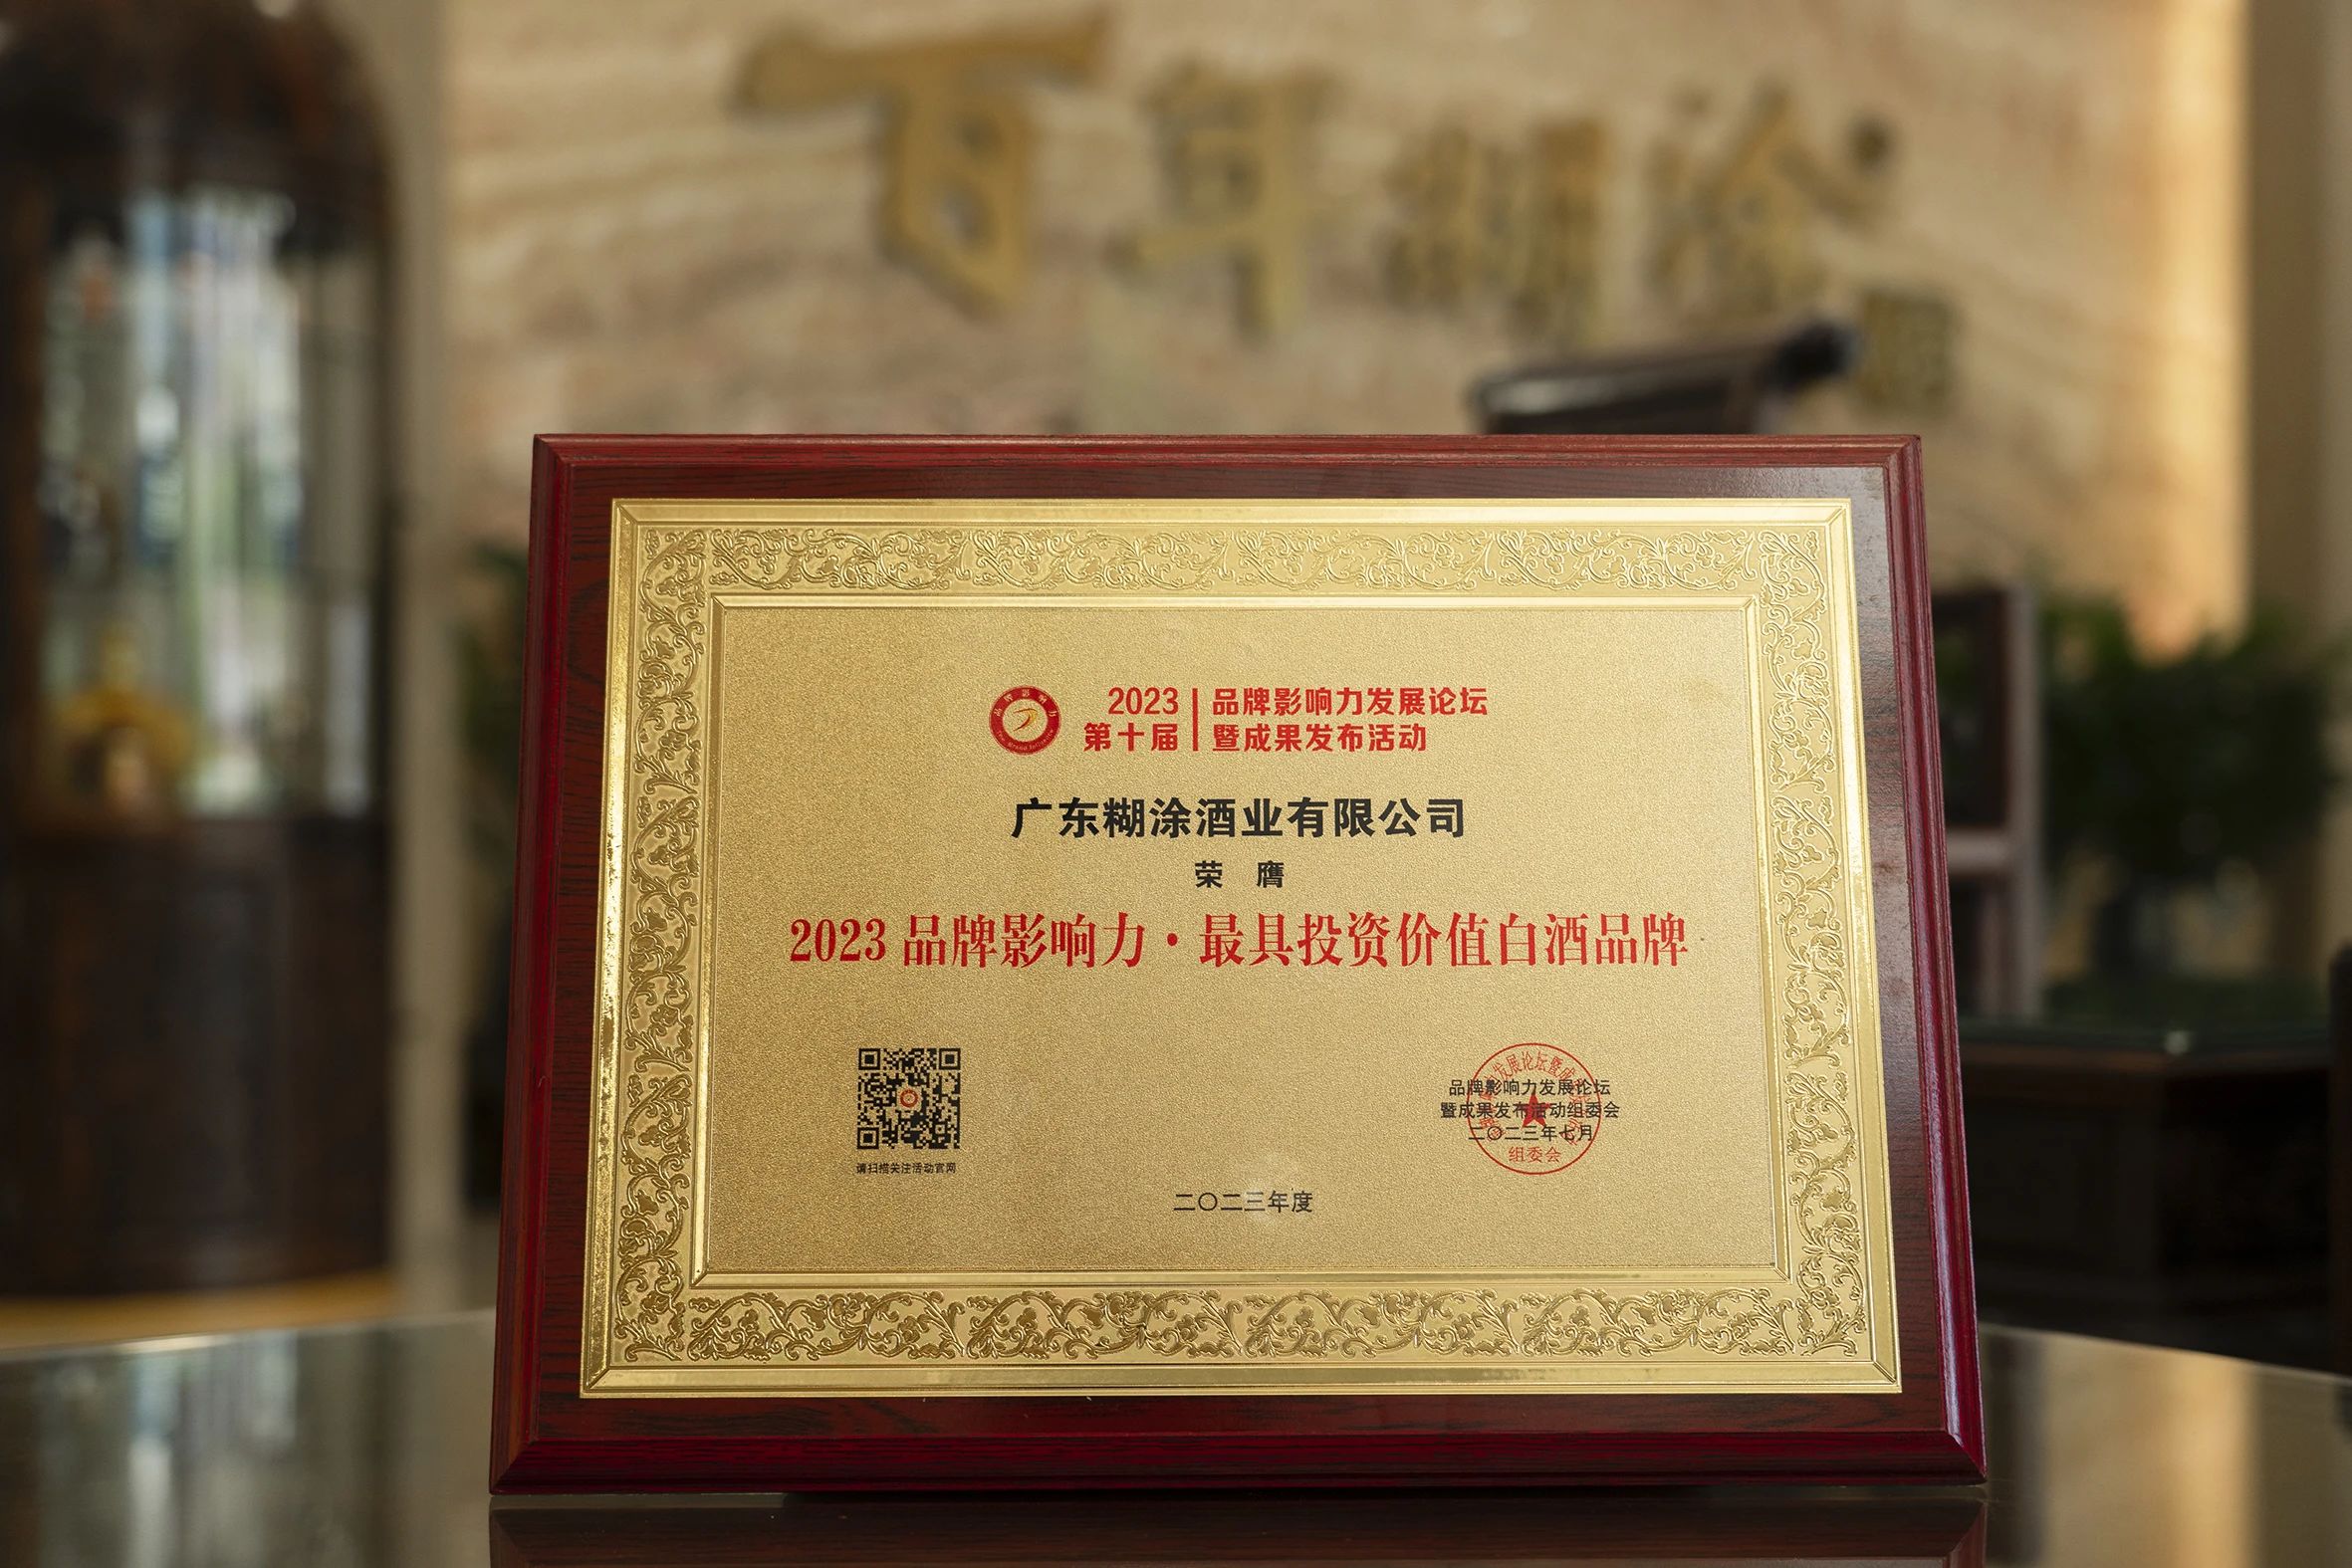 百年糊涂
2023
第十届
品牌影响力发展论坛
暨成果发布活动
广东糊涂酒业有限公司
荣 膺
2023 品牌影响力·最具投资价值白酒品牌
请扫描关注活动官网
品牌影响力发展论坛
暨成果发布活动组委会
二〇二三年七月
组委会
二〇二三年度